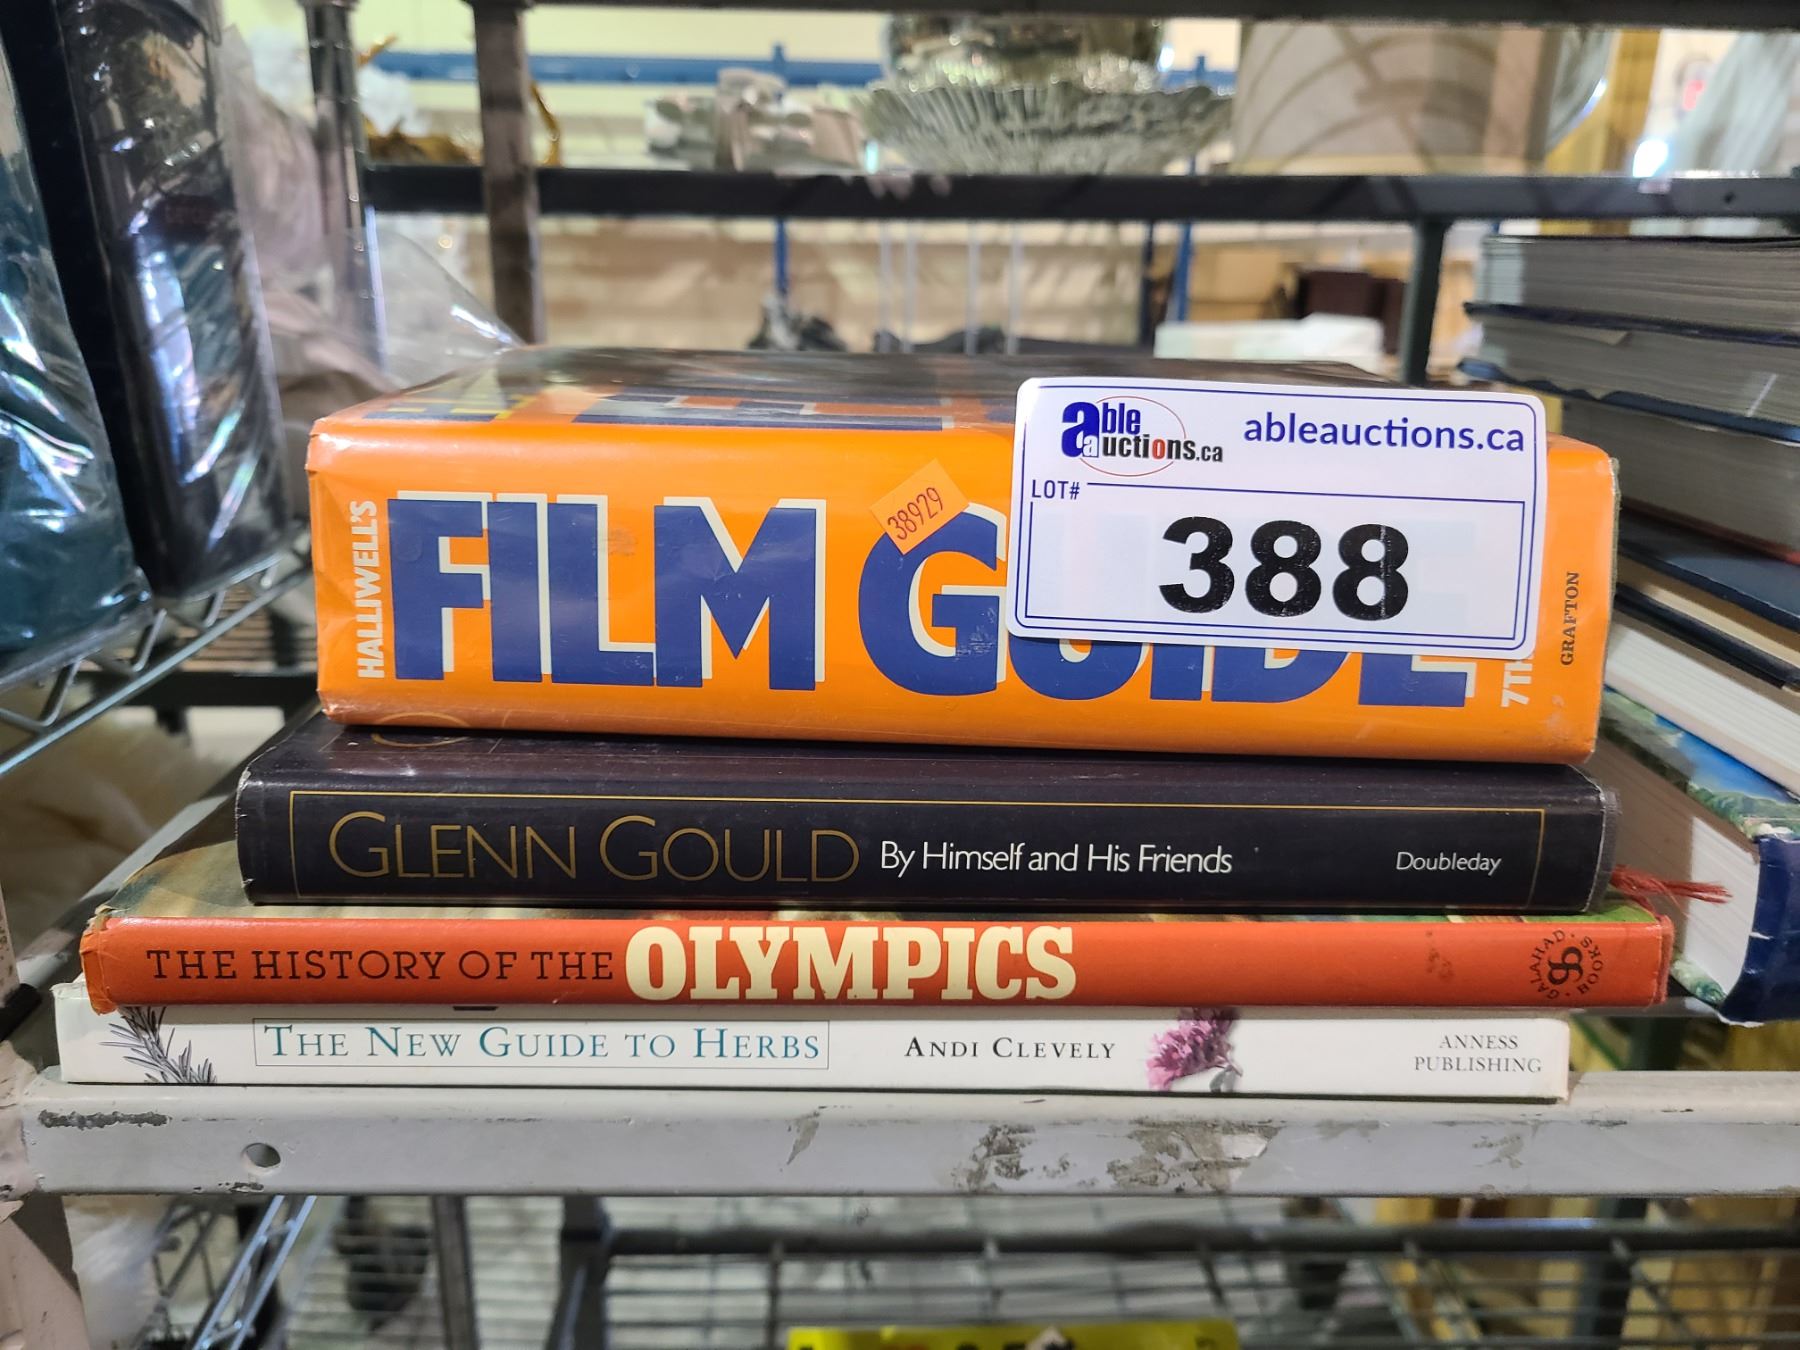 able
auctions.ca
ableauctions.ca
LOT#
388
38929
HALLIWELL'S
FILM GUIDE
7TH
GRAFTON
GLENN GOULD By Himself and His Friends Doubleday
THE HISTORY OF THE OLYMPICS
GALAHAD BOOKS
THE NEW GUIDE TO HERBS ANDI CLEVELY
ANNESS
PUBLISHING